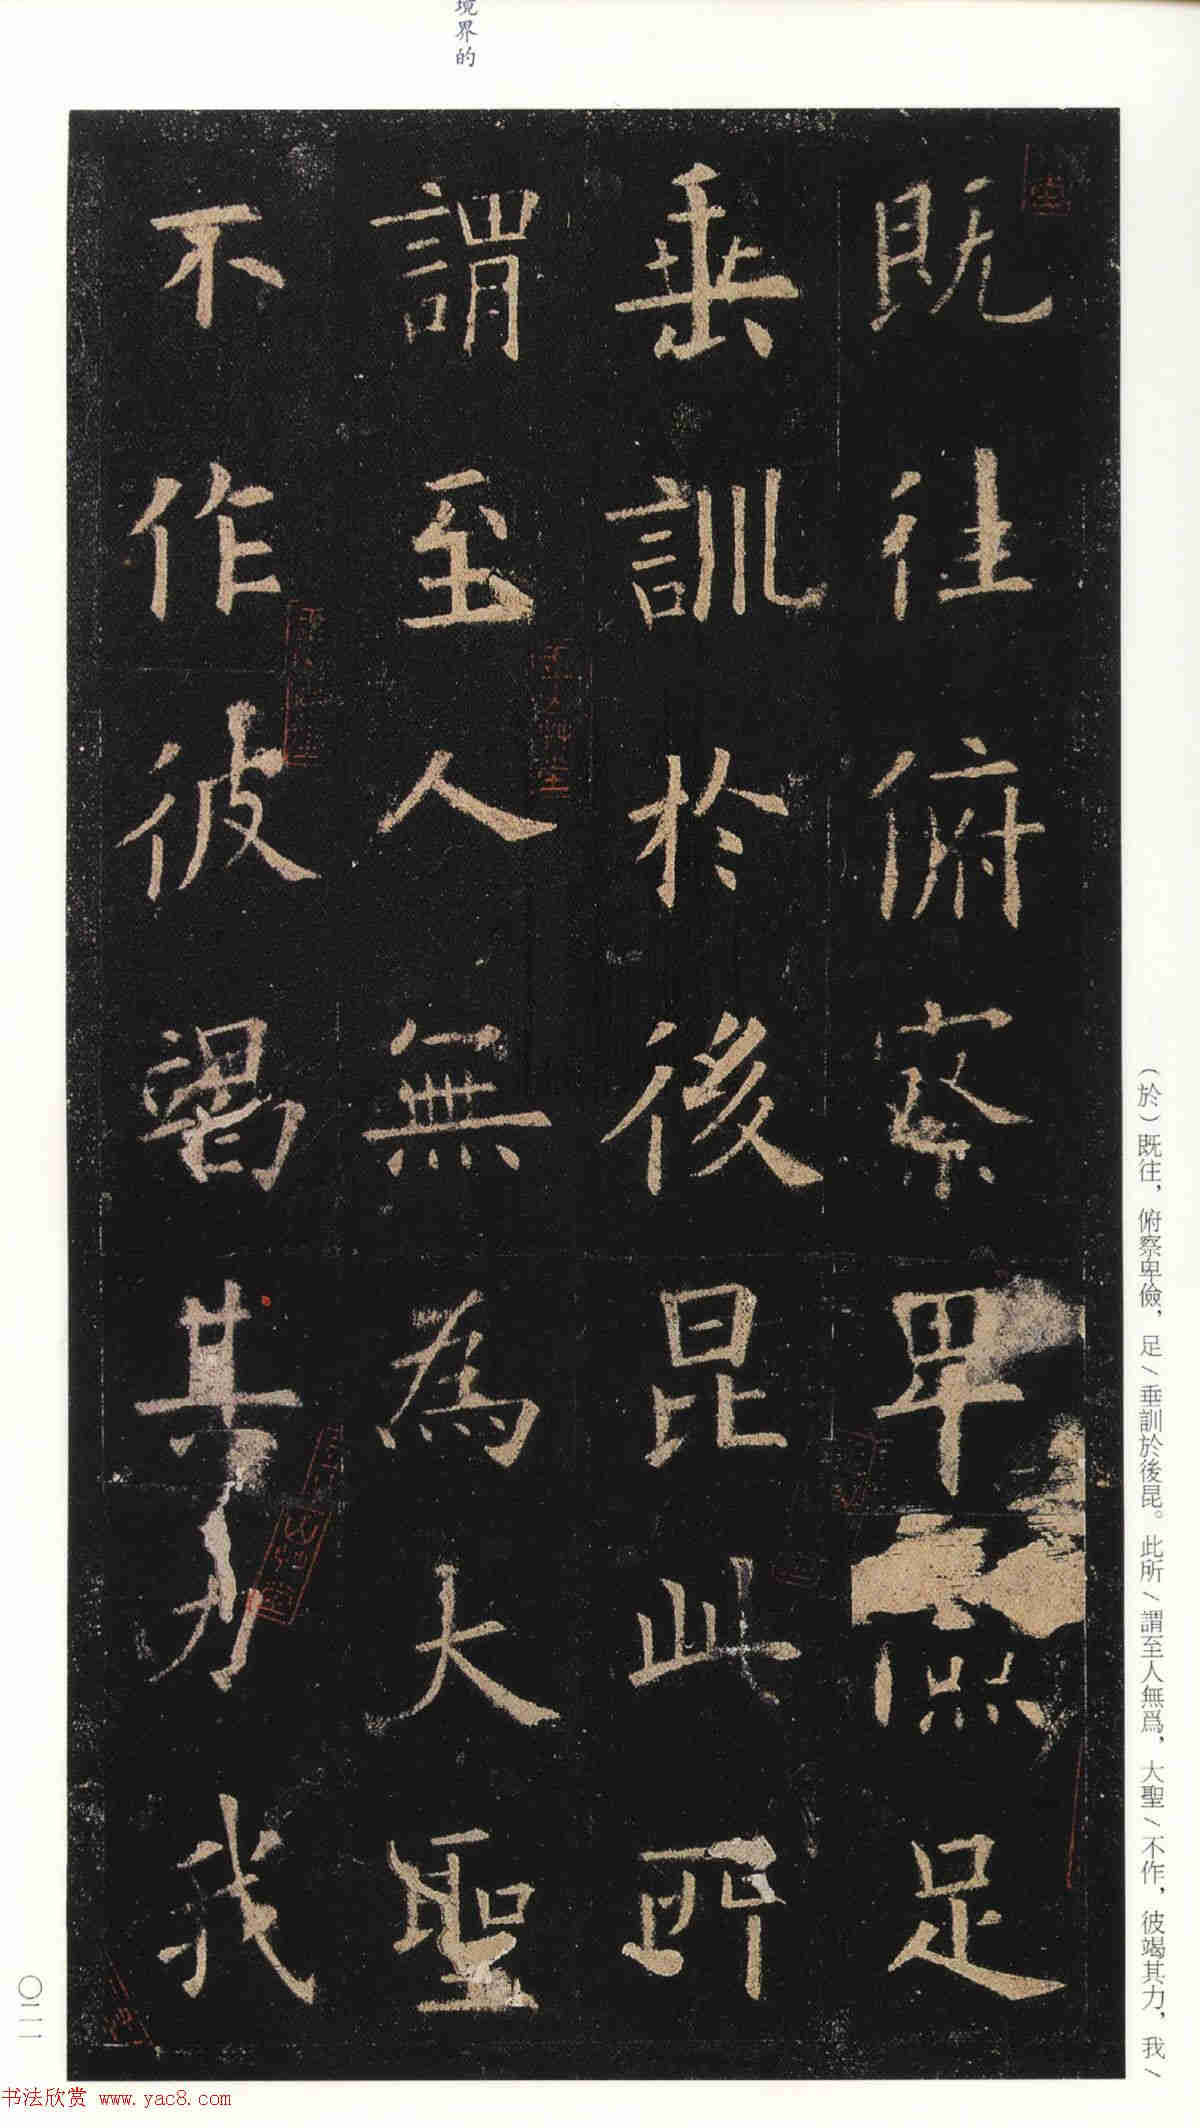 境界的
既往俯察卑儉足
垂訓於後昆此所
謂至人無為大聖
不作彼竭其力我
（於）既往，俯察卑儉，足/垂訓於後昆。此所/謂至人無爲，大聖/不作，彼竭其力，我/
〇二一
书法欣赏 www.yac8.com